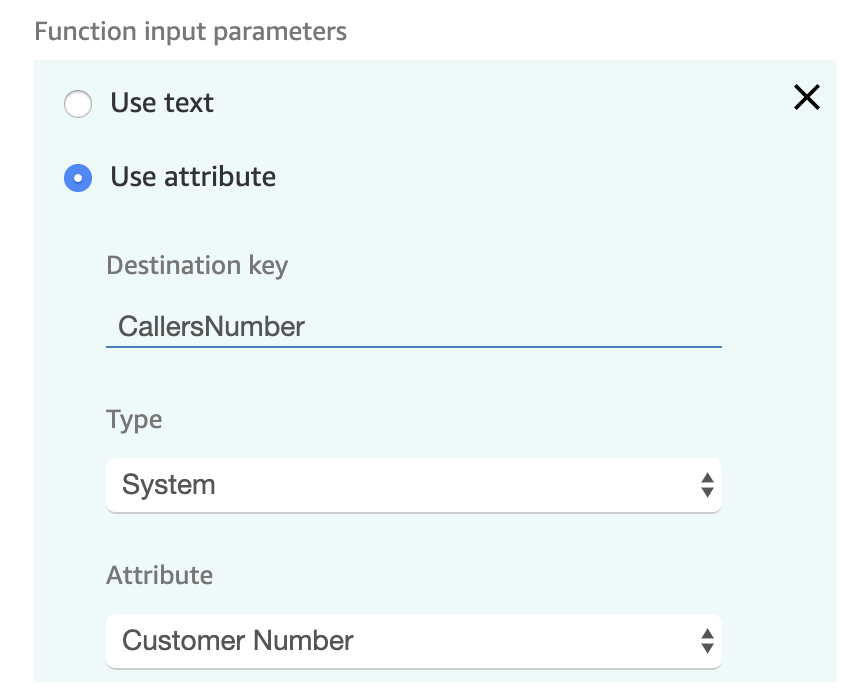 Function input parameters
Use text
Use attribute
Destination key
CallersNumber
Type
System
Attribute
Customer Number